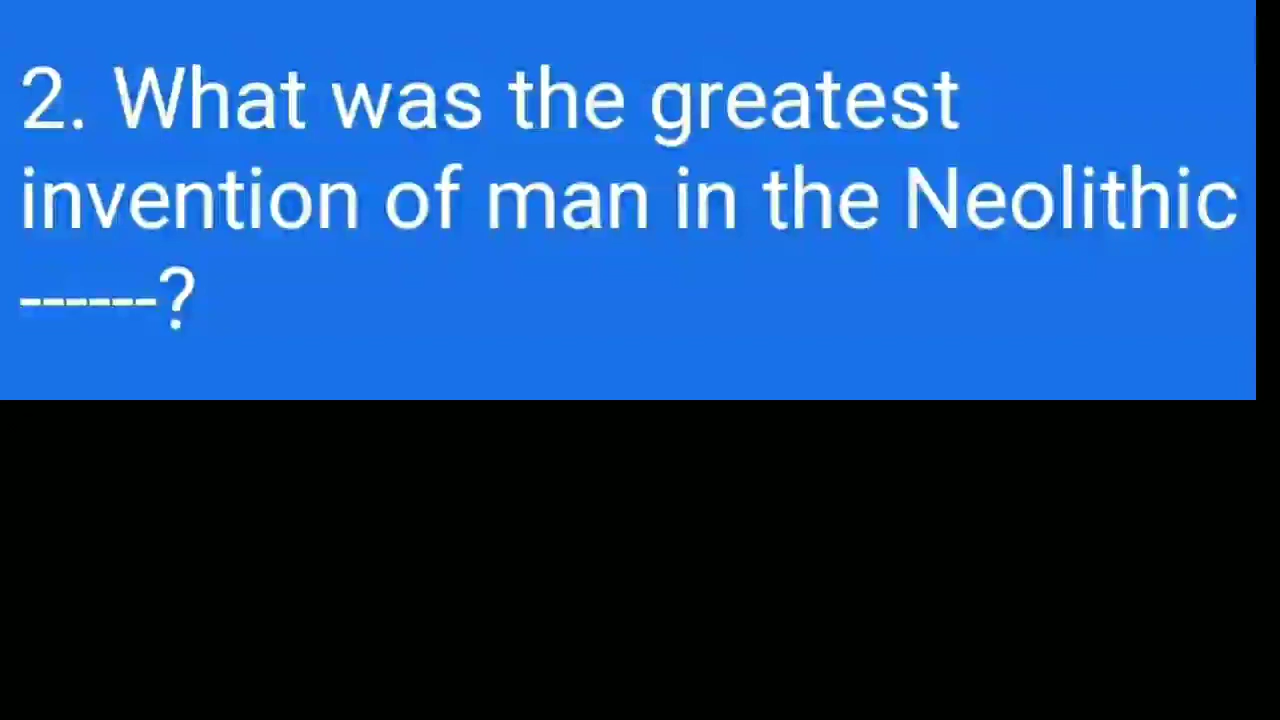 2. What was the greatest
invention of man in the Neolithic
------?